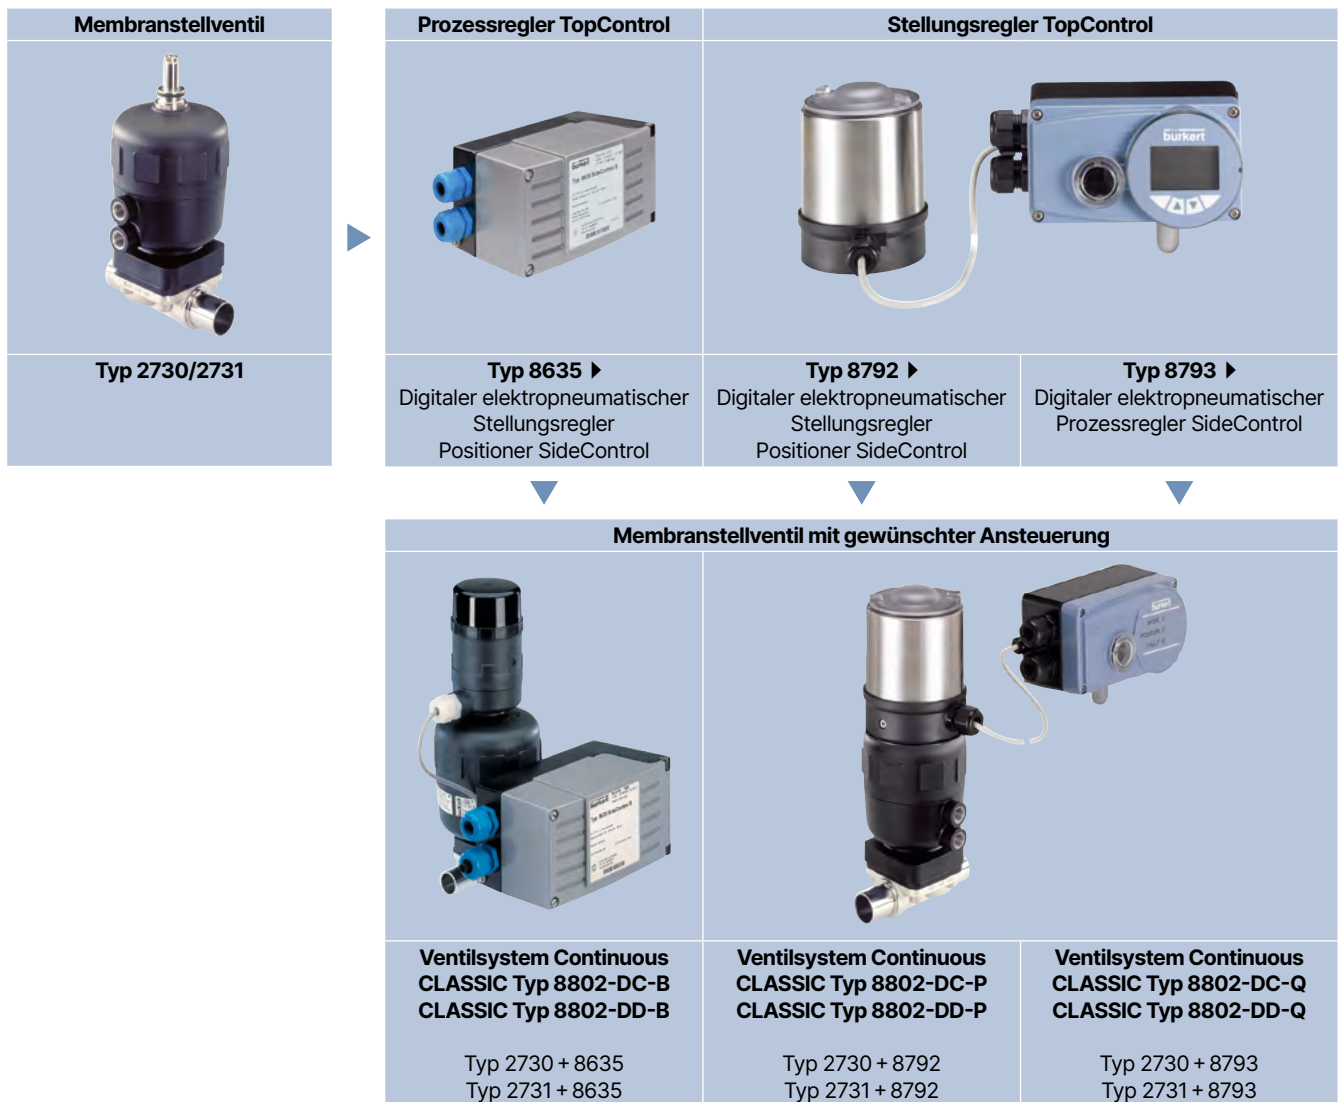 Membranstellventil
Prozessregler TopControl
Stellungsregler TopControl
burkert
Typ 2730/2731
Typ 8635
Digitaler elektropneumatischer
Stellungsregler
Positioner SideControl
Typ 8792
Digitaler elektropneumatischer
Stellungsregler
Positioner SideControl
Typ 8793
Digitaler elektropneumatischer
Prozessregler SideControl
Membranstellventil mit gewünschter Ansteuerung
burkert
Ventilsystem Continuous
CLASSIC Typ 8802-DC-B
CLASSIC Typ 8802-DD-B
Typ 2730 + 8635
Typ 2731 + 8635
Ventilsystem Continuous
CLASSIC Typ 8802-DC-P
CLASSIC Typ 8802-DD-P
Typ 2730 + 8792
Typ 2731 + 8792
Ventilsystem Continuous
CLASSIC Typ 8802-DC-Q
CLASSIC Typ 8802-DD-Q
Typ 2730 + 8793
Typ 2731 + 8793